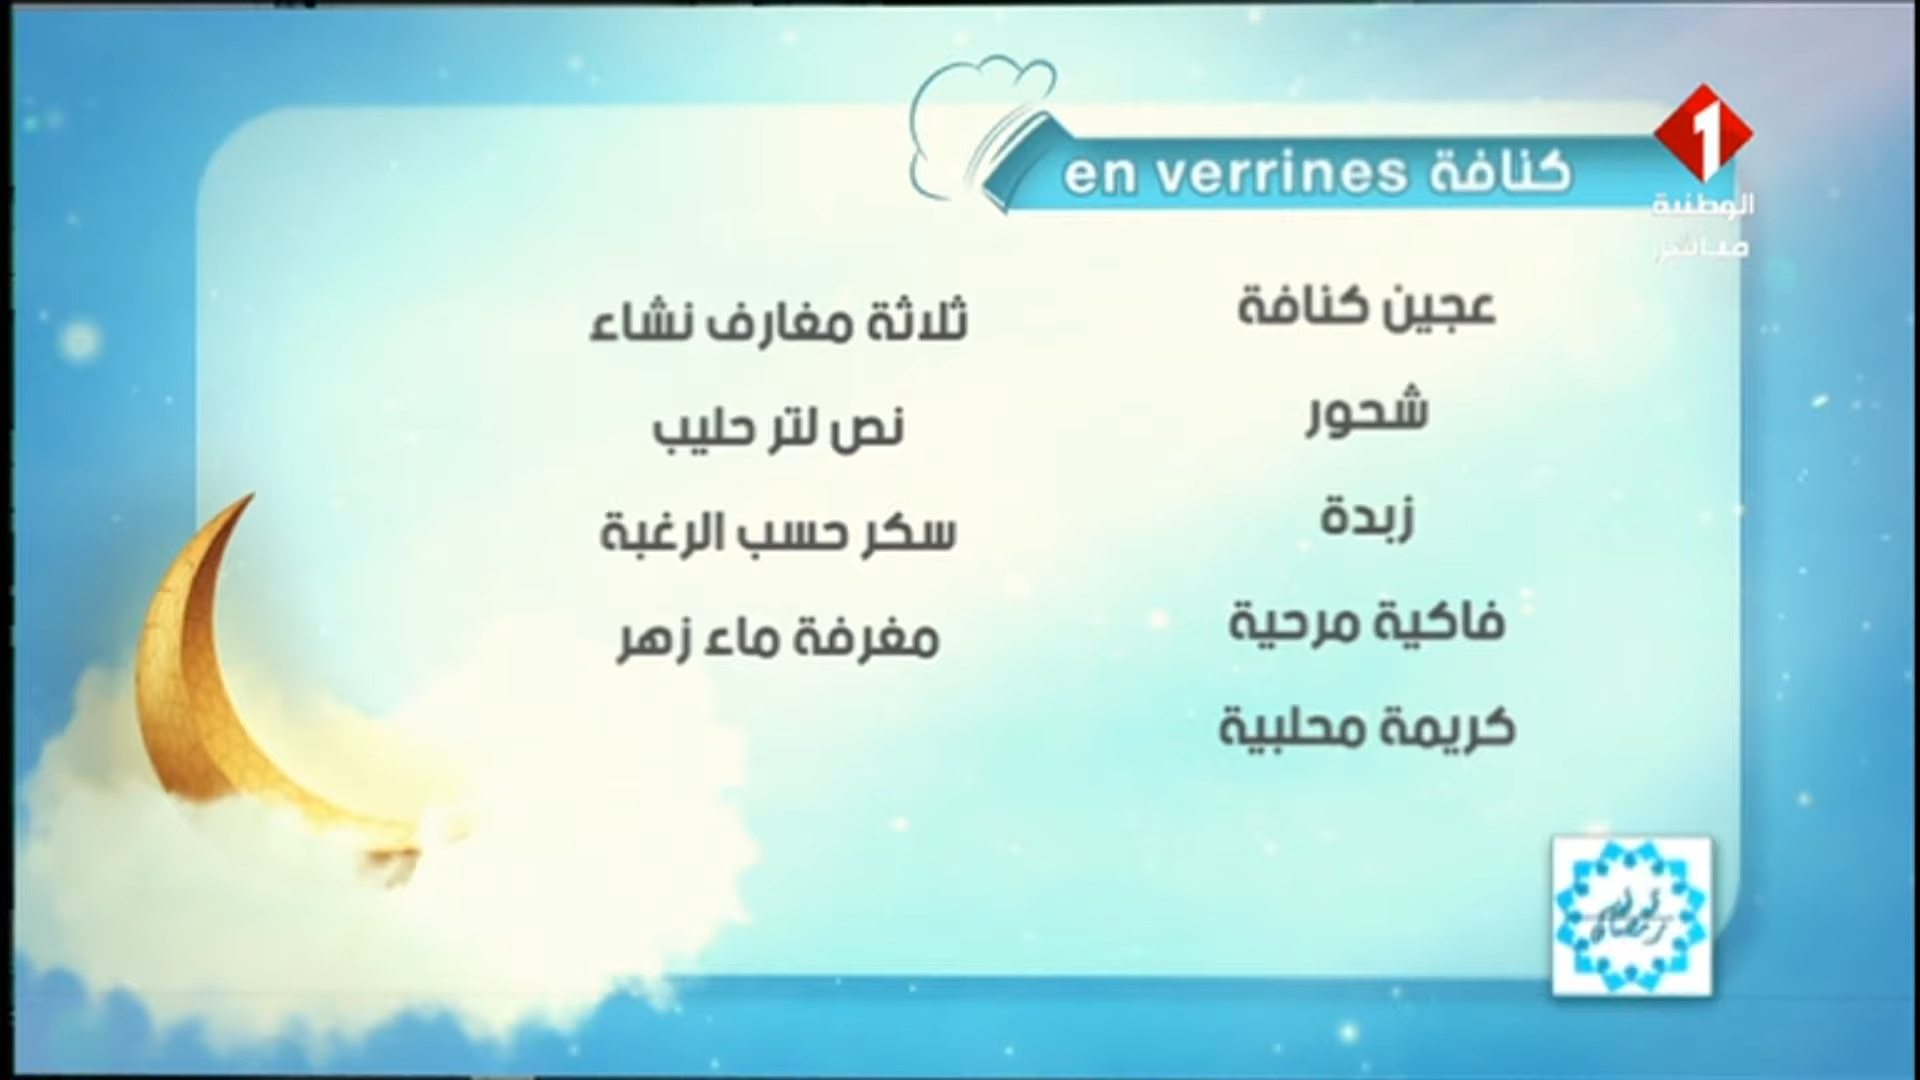 كنافة en verrines
الوطنية
مباشر
عجين كنافة
شحور
زبدة
فاكية مرحية
كريمة محلبية
ثلاثة مغارف نشاء
نص لتر حليب
سكر حسب الرغبة
مغرفة ماء زهر